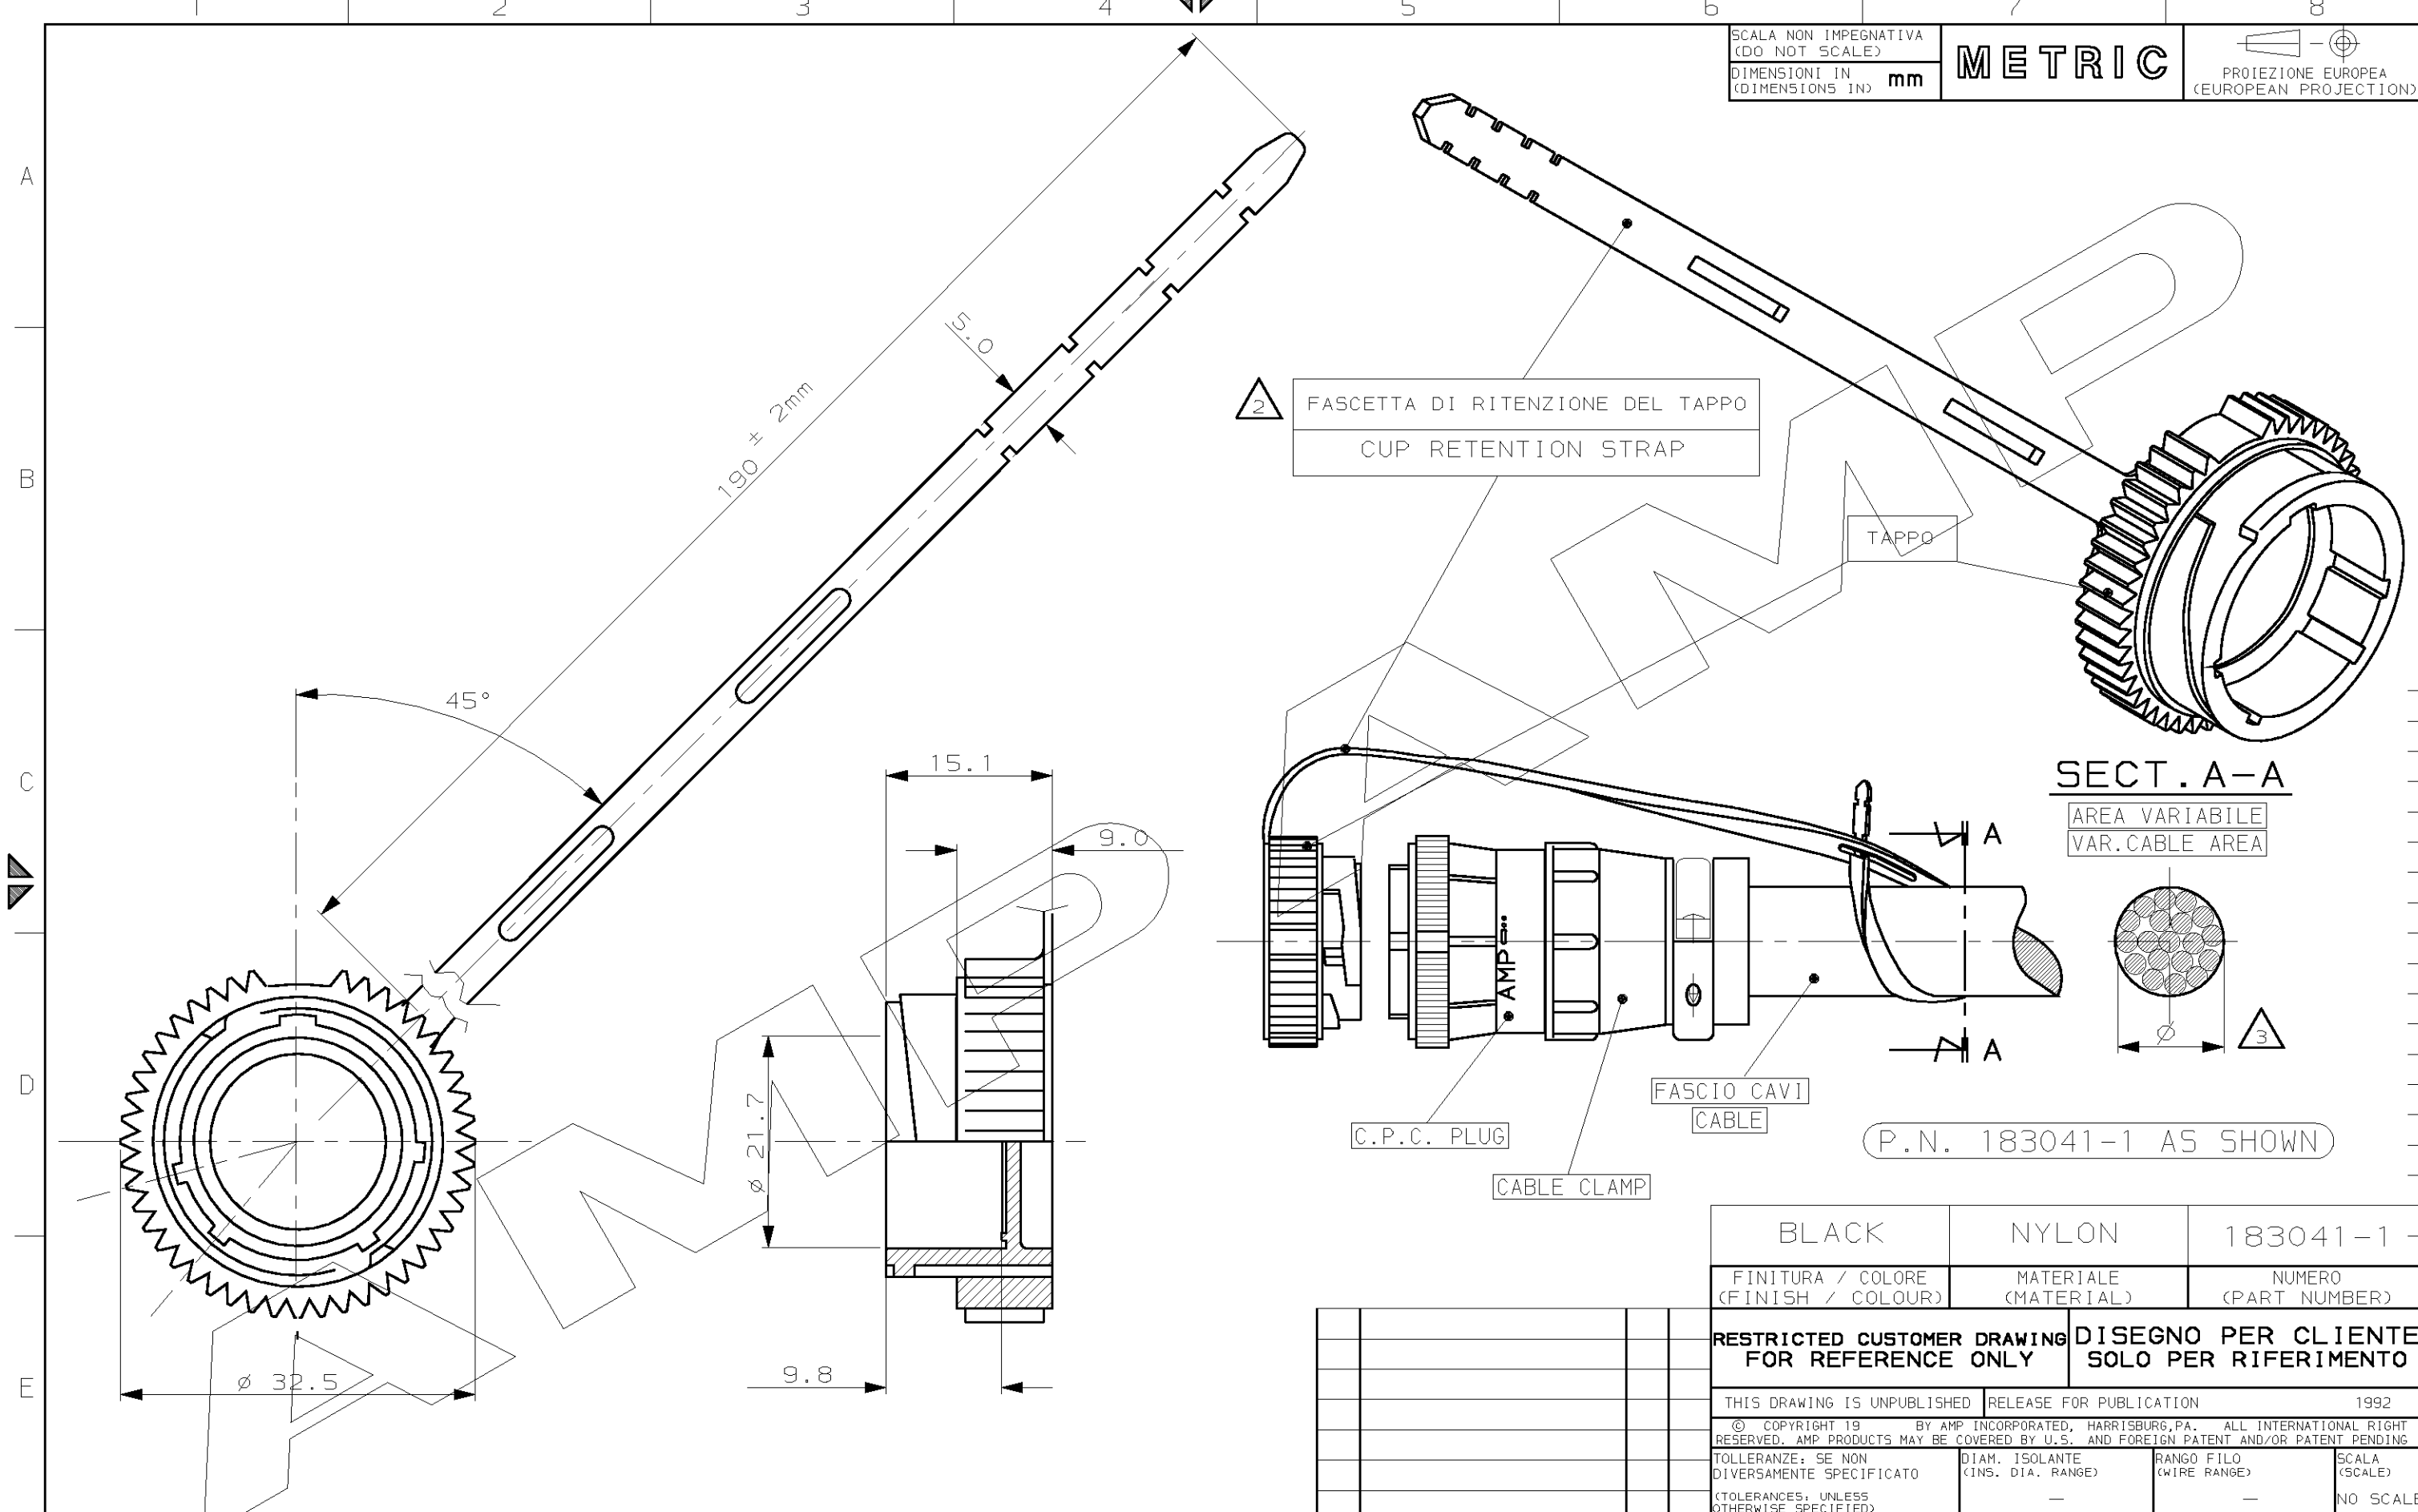 2
3
4
5
6
7
8
SCALA NON IMPEGNATIVA
(DO NOT SCALE)
DIMENSIONI IN
(DIMENSIONS IN) mm
METRIC
PROIEZIONE EUROPEA
(EUROPEAN PROJECTION)
A
B
C
D
E
190 ± 2mm
5.0
45°
2
FASCETTA DI RITENZIONE DEL TAPPO
CUP RETENTION STRAP
TAPPO
AMP
15.1
9.0
ø 21.7
9.8
ø 32.5
AMP
AMP
A
A
SECT. A-A
AREA VARIABILE
VAR.CABLE AREA
ø
3
FASCIO CAVI
CABLE
C.P.C. PLUG
CABLE CLAMP
P.N. 183041-1 AS SHOWN
BLACK
NYLON
183041-1
FINITURA / COLORE
(FINISH / COLOUR)
MATERIALE
(MATERIAL)
NUMERO
(PART NUMBER)
RESTRICTED CUSTOMER DRAWING
FOR REFERENCE ONLY
DISEGNO PER CLIENTE
SOLO PER RIFERIMENTO
THIS DRAWING IS UNPUBLISHED
RELEASE FOR PUBLICATION 1992
© COPYRIGHT 19 BY AMP INCORPORATED, HARRISBURG,PA. ALL INTERNATIONAL RIGHT
RESERVED. AMP PRODUCTS MAY BE COVERED BY U.S. AND FOREIGN PATENT AND/OR PATENT PENDING
TOLLERANZE: SE NON
DIVERSAMENTE SPECIFICATO
(TOLERANCES: UNLESS
OTHERWISE SPECIFIED)
DIAM. ISOLANTE
(INS. DIA. RANGE)
—
RANGO FILO
(WIRE RANGE)
—
SCALA
(SCALE)
NO SCALE